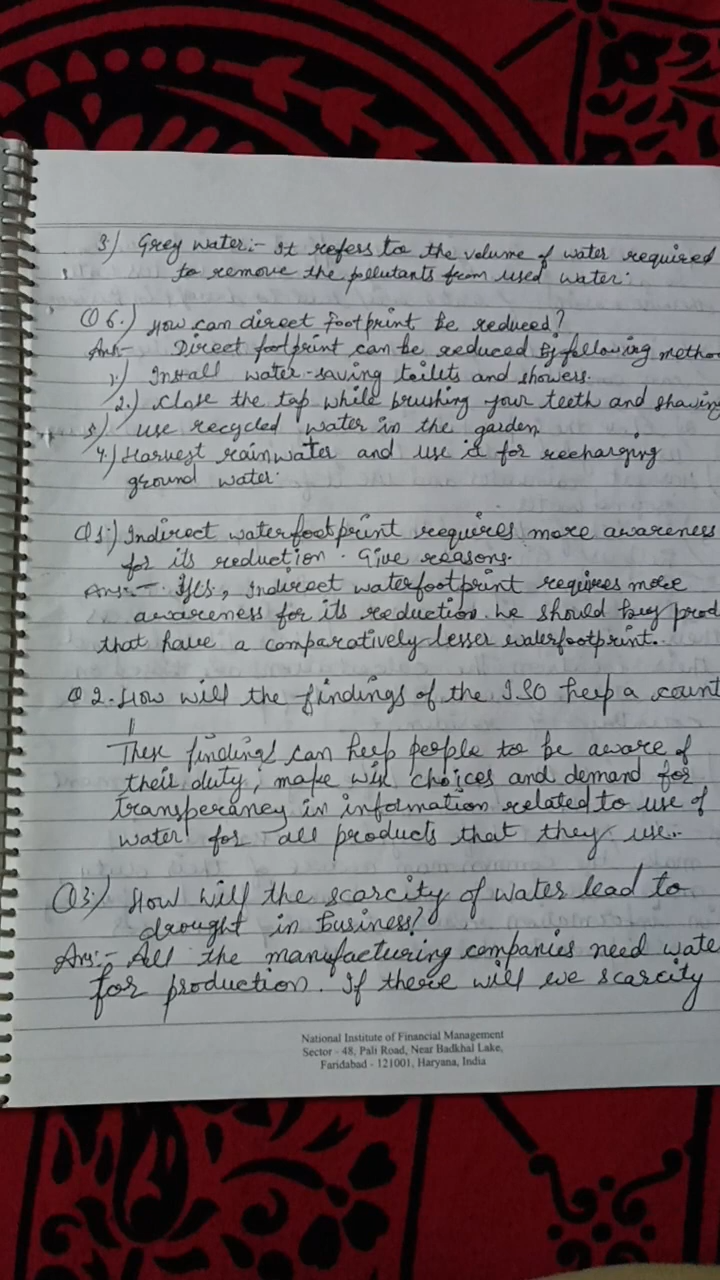 3.) Grey water:- It refers to the volume of water required
to remove the pollutants from used water.
Q 6.) How can direct footprint be reduced?
Ans- Direct footprint can be reduced by following metho
1.) Install water-saving toilets and showers.
2.) Close the tap while brushing your teeth and shaving
3) use recycled water in the garden
4.) Harvest rainwater and use it for recharging
ground water.
Q1:) Indirect waterfootprint requires more awareness
for its reduction. Give reasons.
Ans:- Yes, Indirect waterfootprint requires more
awareness for its reduction. We should buy prod
that have a comparatively lesser waterfootprint.
Q 2. How will the findings of the ISO help a count
These findings can help people to be aware of
their duty, make wise choices and demand for
transperancy in information related to use of
water for all products that they use.
Q3:) How will the scarcity of water lead to
drought in business?
Ans:- All the manufacturing companies need wate
for production. If there will we scarcity
National Institute of Financial Management
Sector - 48, Pali Road, Near Badkhal Lake,
Faridabad - 121001, Haryana, India